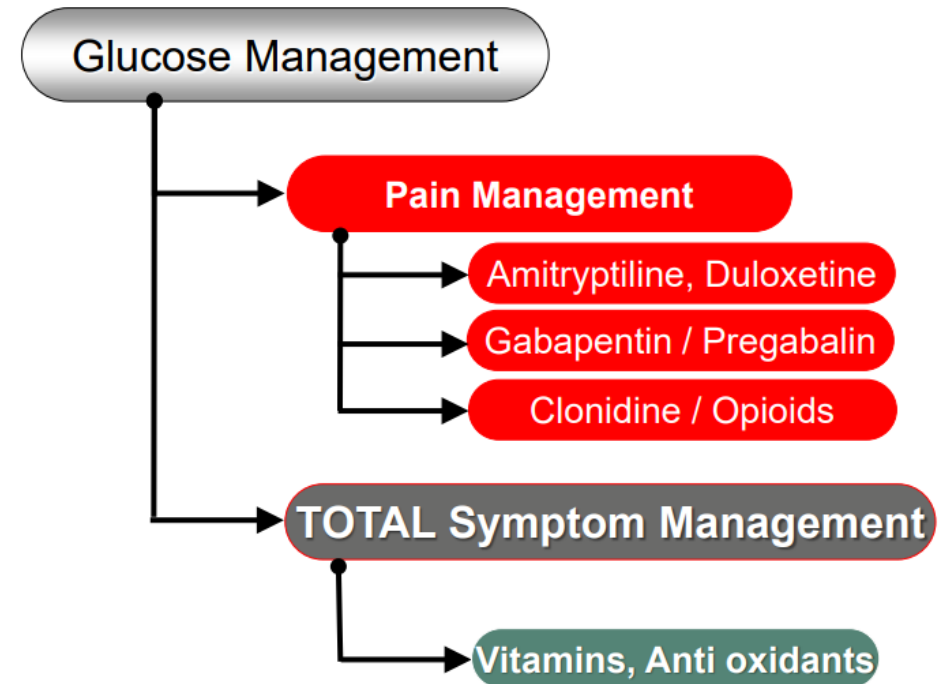 Glucose Management
Pain Management
Amitryptiline, Duloxetine
Gabapentin / Pregabalin
Clonidine / Opioids
TOTAL Symptom Management
Vitamins, Anti oxidants